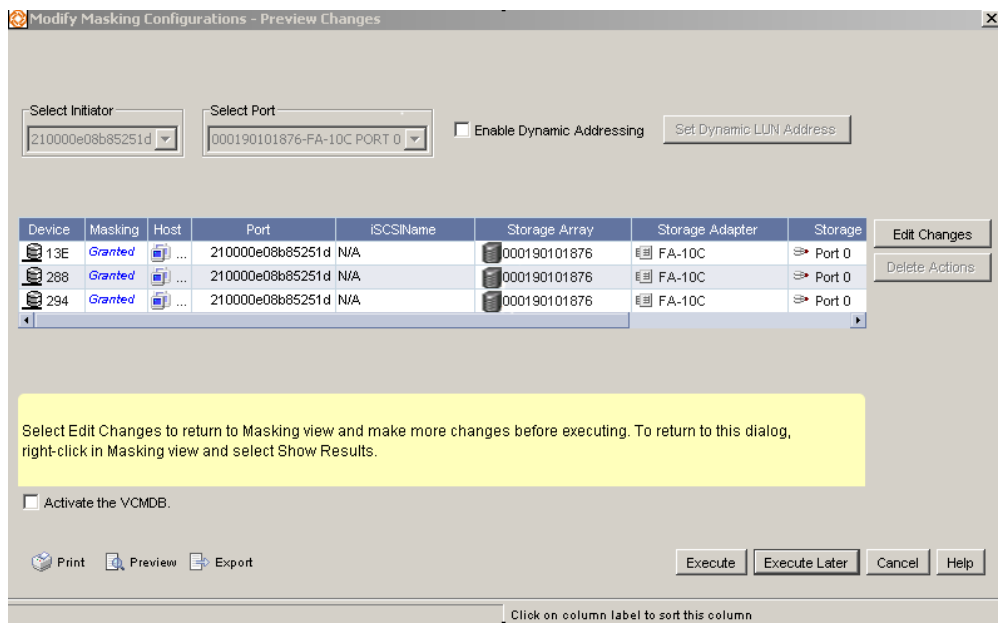 Modify Masking Configurations - Preview Changes
Select Initiator
Select Port
210000e08b85251d
000190101876-FA-10C PORT 0
Enable Dynamic Addressing
Set Dynamic LUN Address
Device Masking Host Port iSCSIName Storage Array Storage Adapter Storage
Edit Changes
13E Granted ... 210000e08b85251d N/A 000190101876 FA-10C Port 0
Delete Actions
288 Granted ... 210000e08b85251d N/A 000190101876 FA-10C Port 0
294 Granted ... 210000e08b85251d N/A 000190101876 FA-10C Port 0
Select Edit Changes to return to Masking view and make more changes before executing. To return to this dialog,
right-click in Masking view and select Show Results.
Activate the VCMDB.
Print Preview Export
Execute Execute Later Cancel Help
Click on column label to sort this column